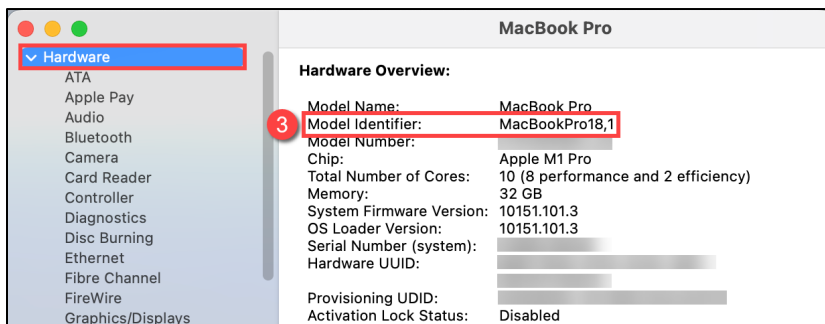 MacBook Pro
Hardware
ATA
Apple Pay
Audio
Bluetooth
Camera
Card Reader
Controller
Diagnostics
Disc Burning
Ethernet
Fibre Channel
FireWire
Graphics/Displays
Hardware Overview:
Model Name: MacBook Pro
3 Model Identifier: MacBookPro18,1
Model Number:
Chip: Apple M1 Pro
Total Number of Cores: 10 (8 performance and 2 efficiency)
Memory: 32 GB
System Firmware Version: 10151.101.3
OS Loader Version: 10151.101.3
Serial Number (system):
Hardware UUID:
Provisioning UDID:
Activation Lock Status: Disabled